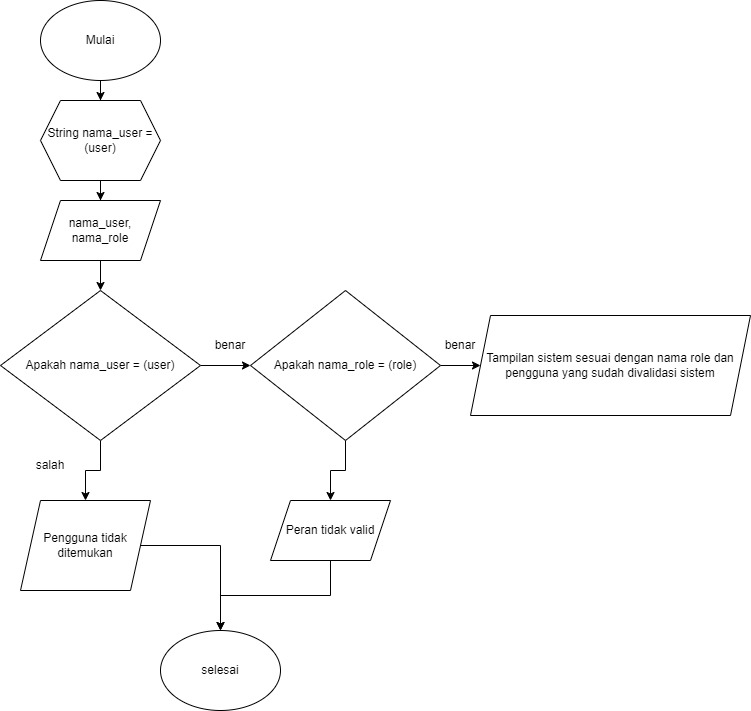 Mulai
String nama_user =
(user)
nama_user,
nama_role
Apakah nama_user = (user)
benar
Apakah nama_role = (role)
benar
Tampilan sistem sesuai dengan nama role dan
pengguna yang sudah divalidasi sistem
salah
Pengguna tidak
ditemukan
Peran tidak valid
selesai